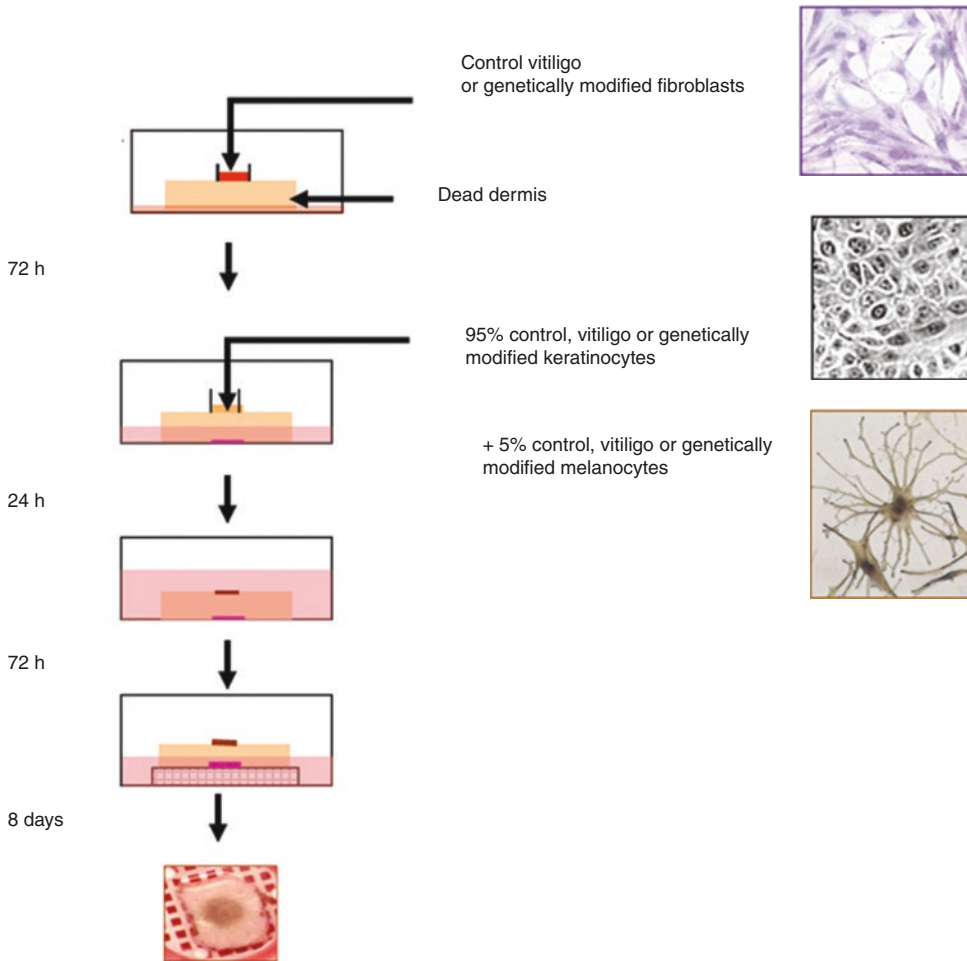 Control vitiligo
or genetically modified fibroblasts
Dead dermis
72 h
95% control, vitiligo or genetically
modified keratinocytes
+ 5% control, vitiligo or genetically
modified melanocytes
24 h
72 h
8 days